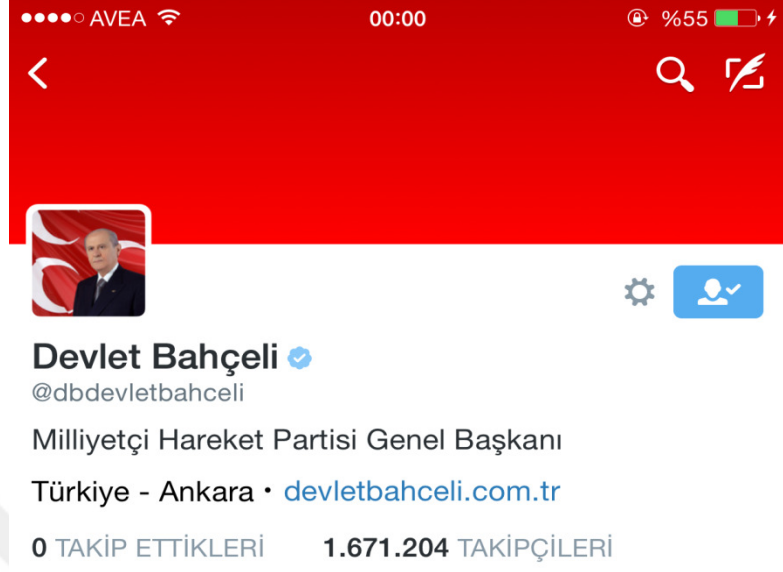 AVEA 00:00 %55
Devlet Bahçeli
@dbdevletbahceli
Milliyetçi Hareket Partisi Genel Başkanı
Türkiye - Ankara • devletbahceli.com.tr
0 TAKİP ETTİKLERİ 1.671.204 TAKİPÇİLERİ